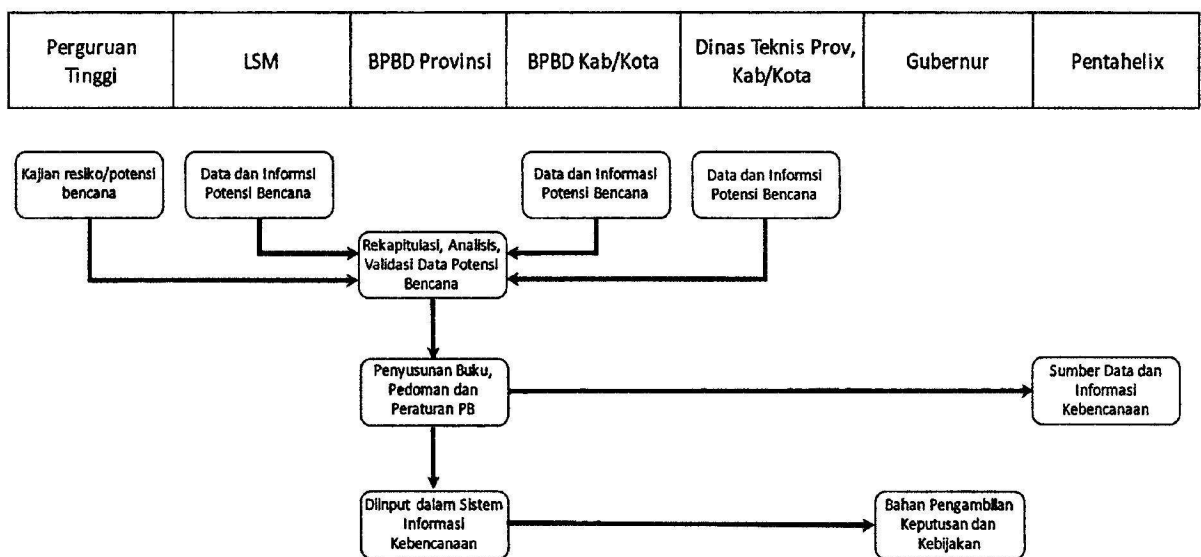 Perguruan
Tinggi
LSM
BPBD Provinsi
BPBD Kab/Kota
Dinas Teknis Prov,
Kab/Kota
Gubernur
Pentahelix
Kajian resiko/potensi
bencana
Data dan Informsi
Potensi Bencana
Data dan Informasi
Potensi Bencana
Data dan Informsi
Potensi Bencana
Rekapitulasi, Analisis,
Validasi Data Potensi
Bencana
Penyusunan Buku,
Pedoman dan
Peraturan PB
Sumber Data dan
Informasi
Kebencanaan
Diinput dalam Sistem
Informasi
Kebencanaan
Bahan Pengambilan
Keputusan dan
Kebijakan